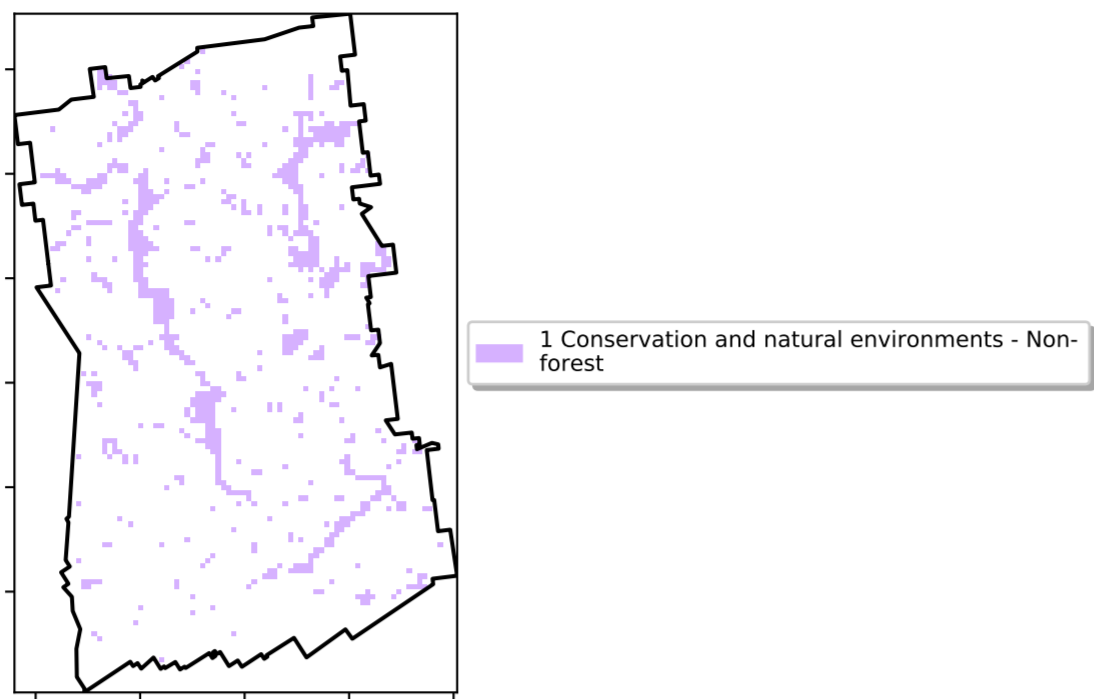 1 Conservation and natural environments - Non-
forest